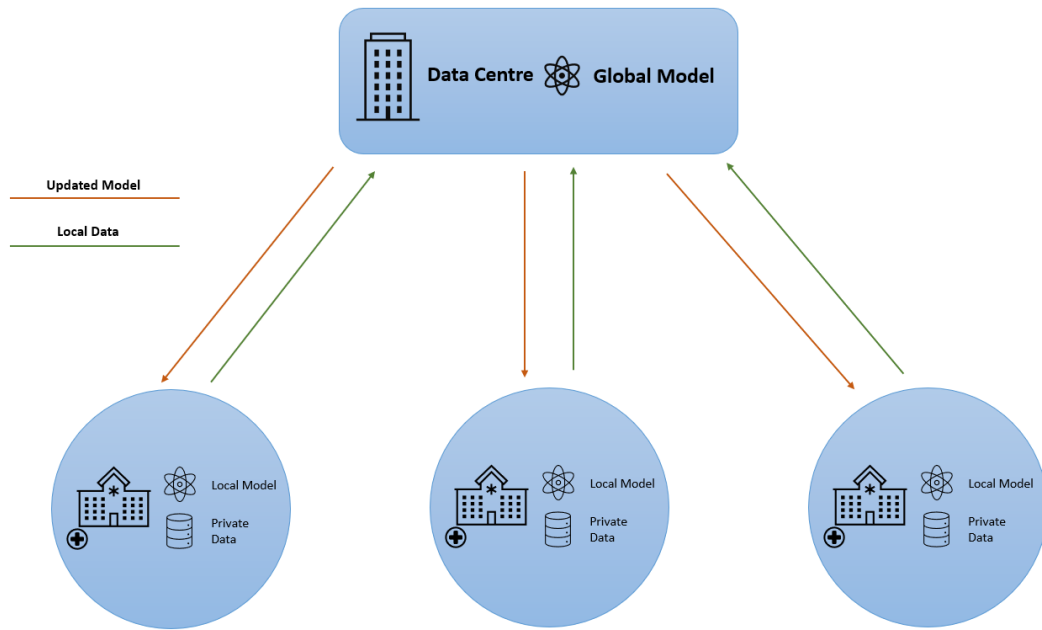 Data Centre
Global Model
Updated Model
Local Data
Local Model
Private
Data
Local Model
Private
Data
Local Model
Private
Data